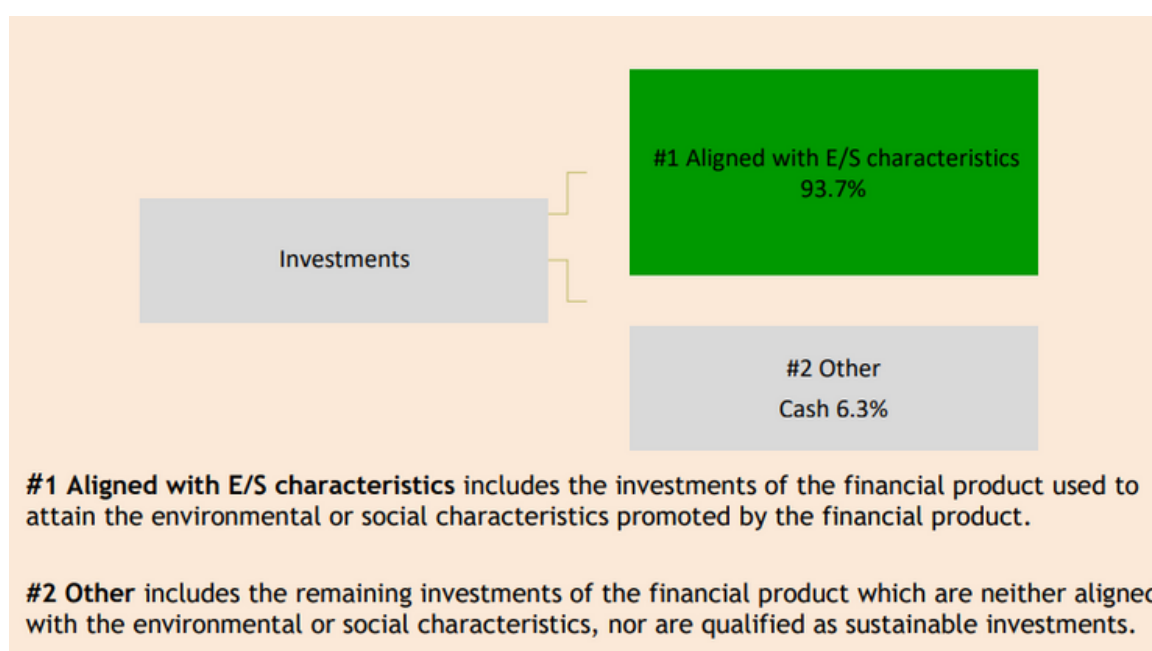 #1 Aligned with E/S characteristics
93.7%
Investments
#2 Other
Cash 6.3%
#1 Aligned with E/S characteristics includes the investments of the financial product used to
attain the environmental or social characteristics promoted by the financial product.
#2 Other includes the remaining investments of the financial product which are neither aligned
with the environmental or social characteristics, nor are qualified as sustainable investments.